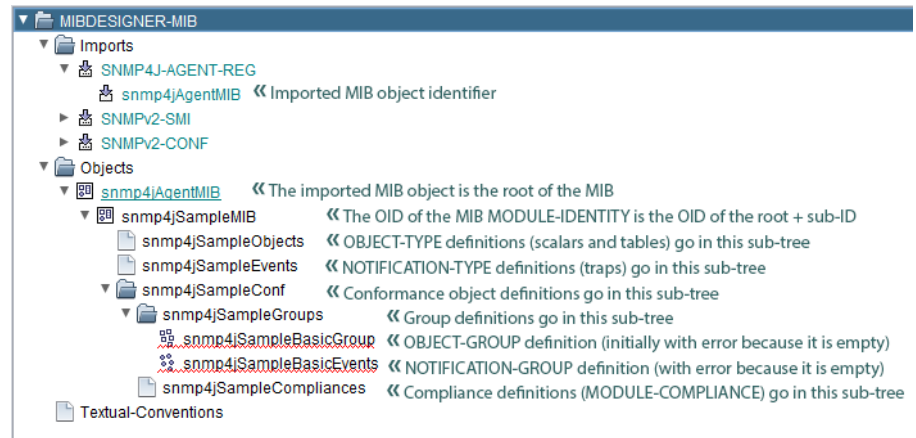 MIBDESIGNER-MIB
Imports
SNMP4J-AGENT-REG
snmp4jAgentMIB « Imported MIB object identifier
SNMPv2-SMI
SNMPv2-CONF
Objects
snmp4jAgentMIB « The imported MIB object is the root of the MIB
snmp4jSampleMIB « The OID of the MIB MODULE-IDENTITY is the OID of the root + sub-ID
snmp4jSampleObjects « OBJECT-TYPE definitions (scalars and tables) go in this sub-tree
snmp4jSampleEvents « NOTIFICATION-TYPE definitions (traps) go in this sub-tree
snmp4jSampleConf « Conformance object definitions go in this sub-tree
snmp4jSampleGroups « Group definitions go in this sub-tree
snmp4jSampleBasicGroup « OBJECT-GROUP definition (initially with error because it is empty)
snmp4jSampleBasicEvents « NOTIFICATION-GROUP definition (with error because it is empty)
snmp4jSampleCompliances « Compliance definitions (MODULE-COMPLIANCE) go in this sub-tree
Textual-Conventions